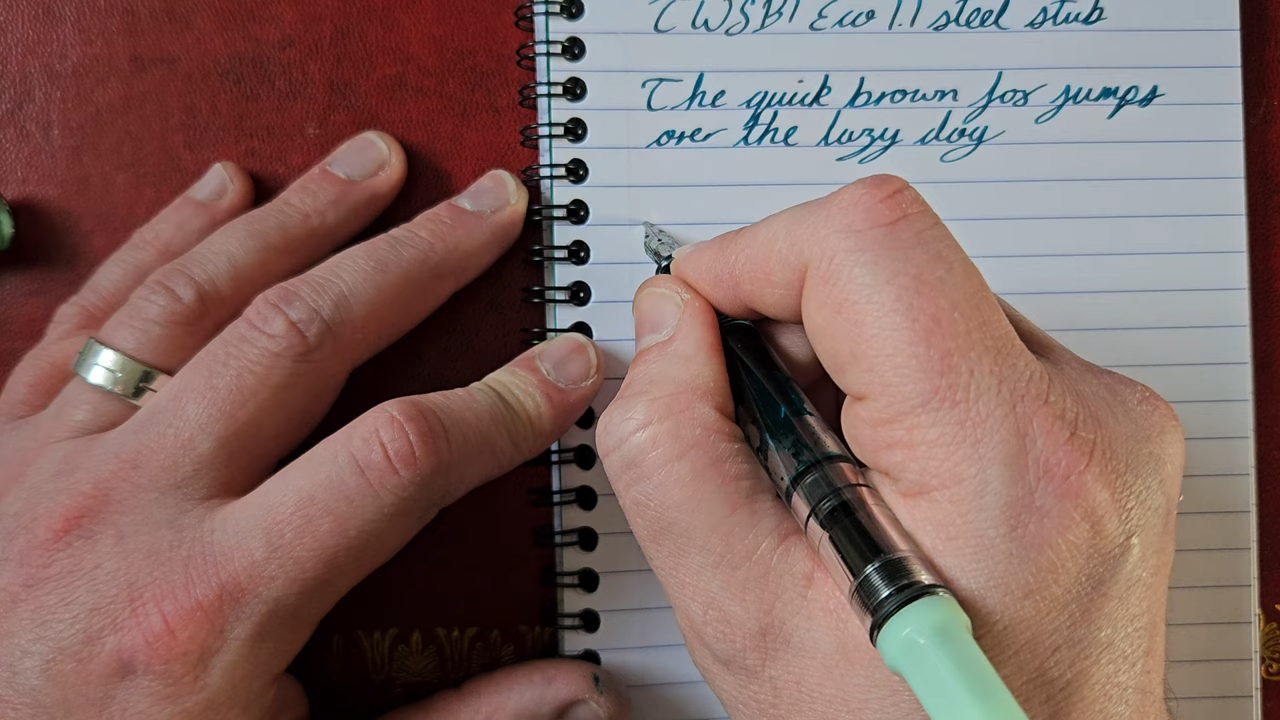 TWSBI Eco 1.1 steel stub
The quick brown fox jumps
over the lazy dog